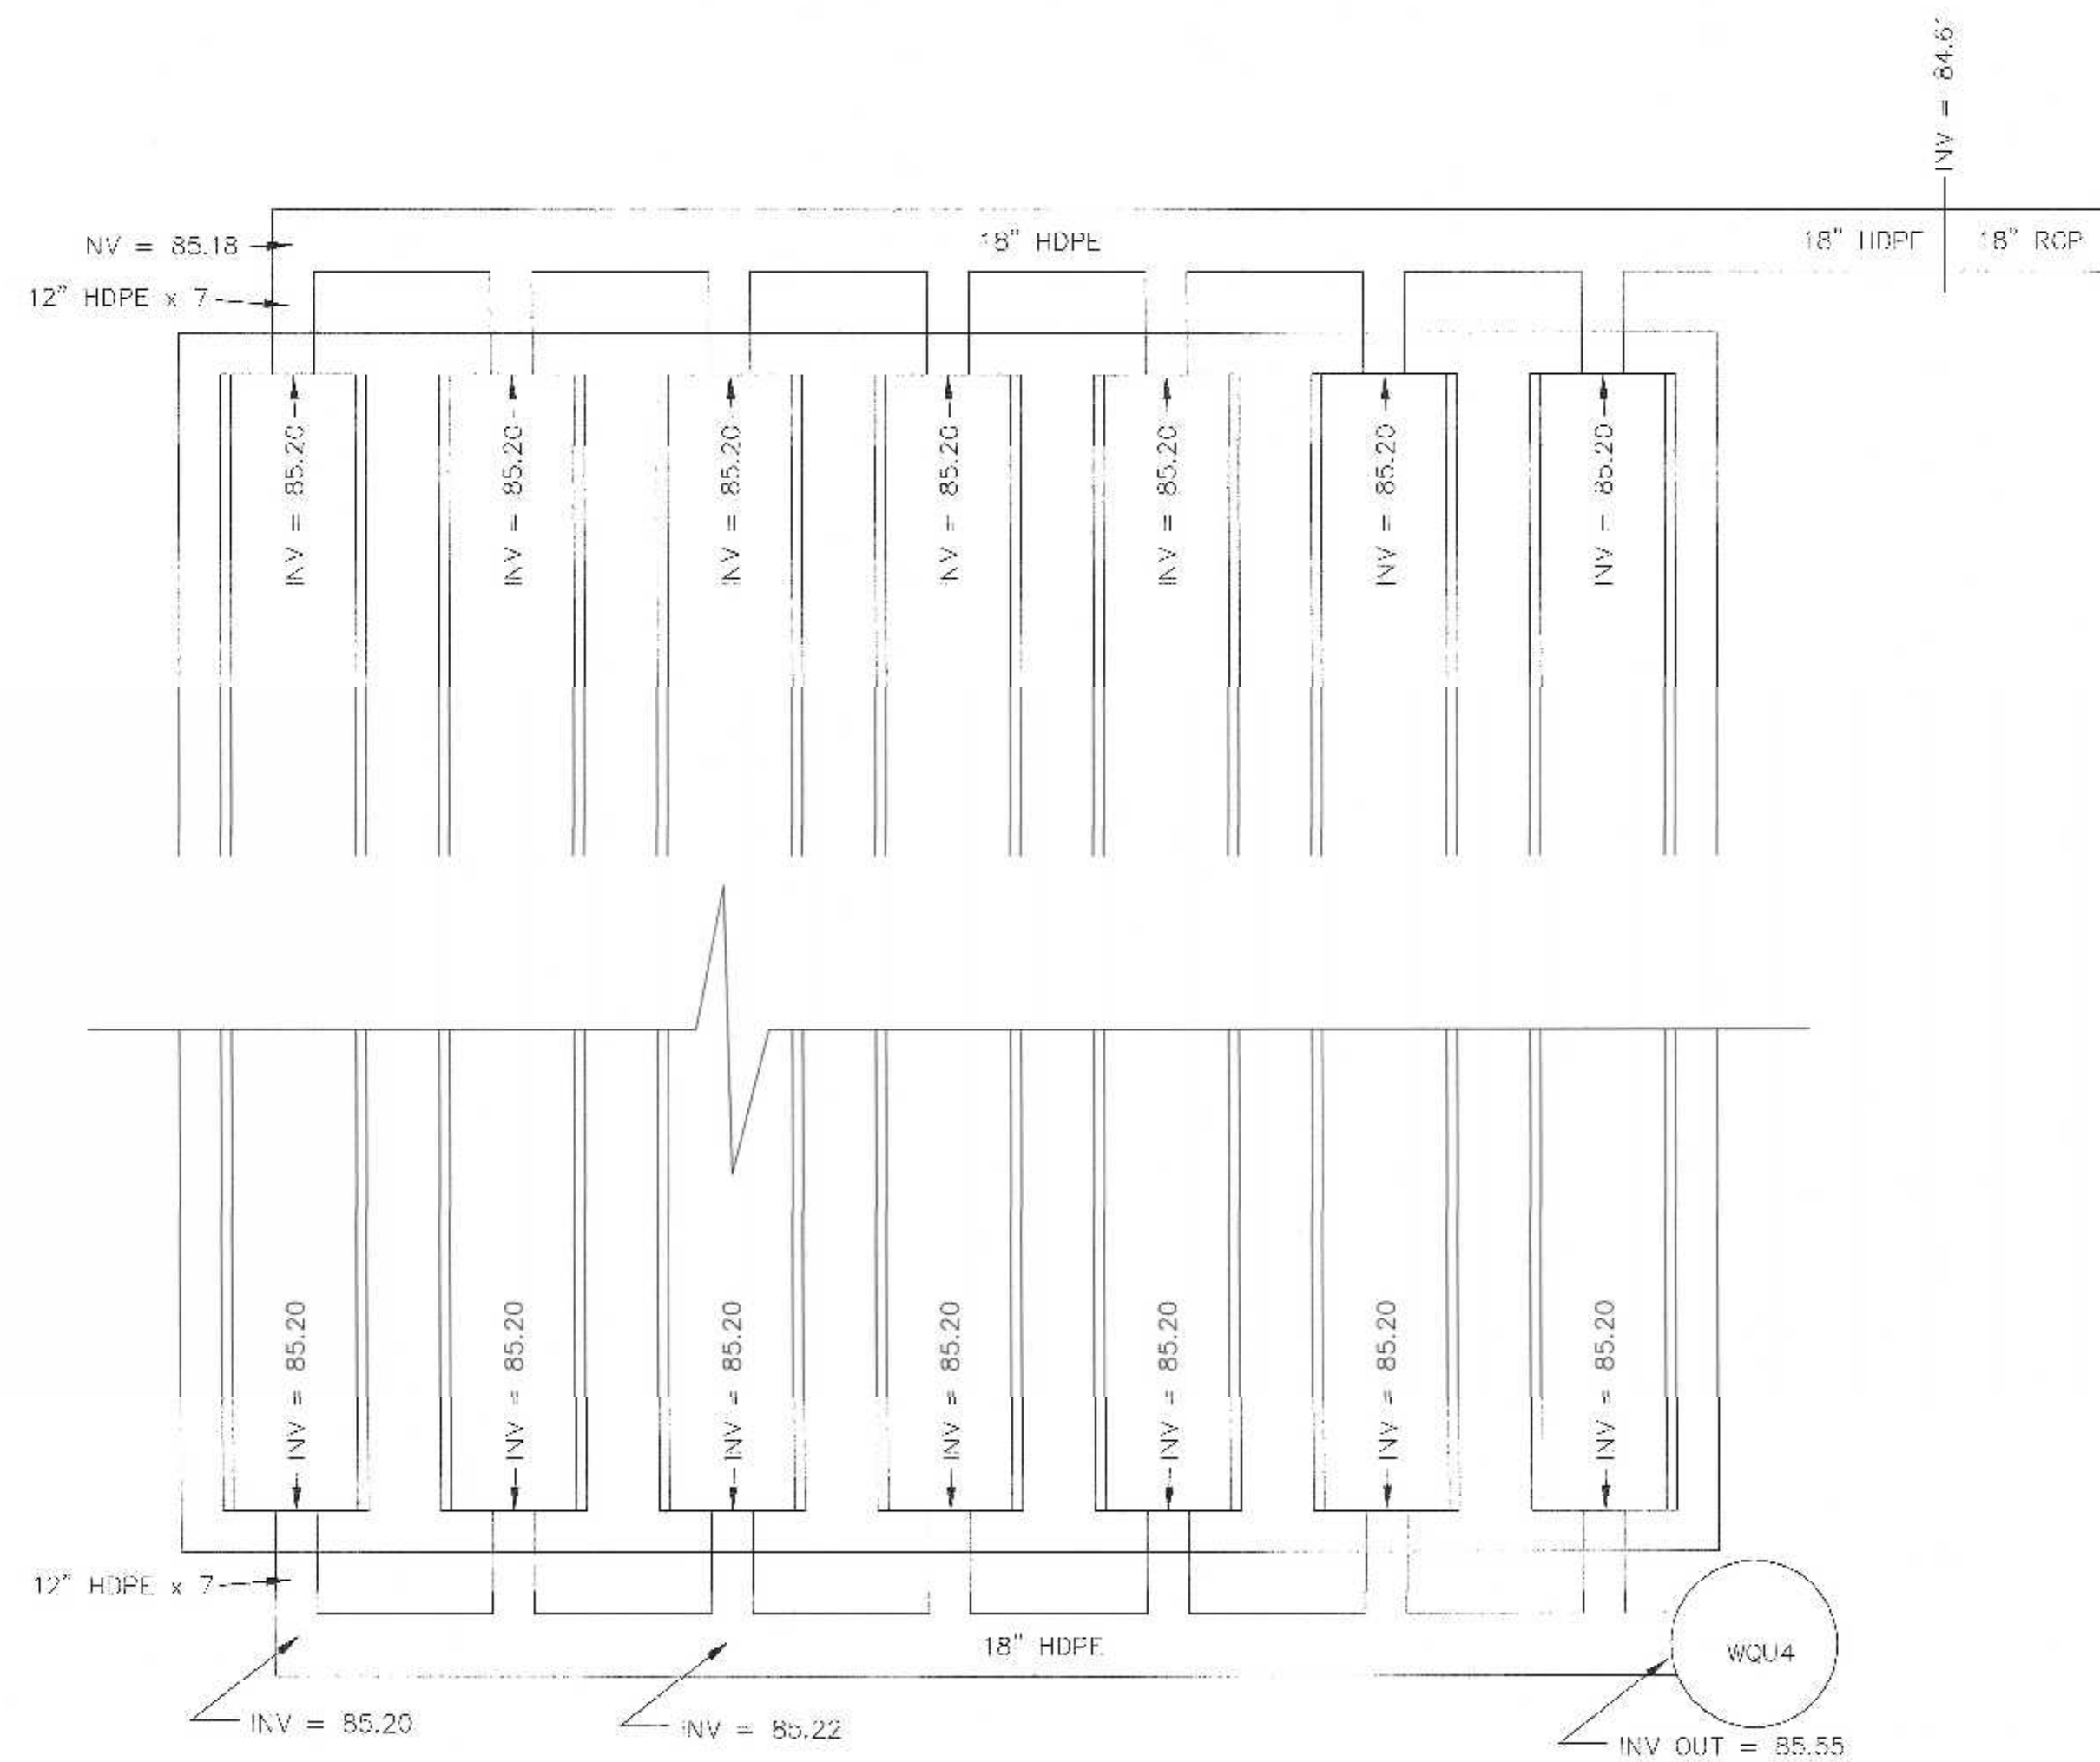 INV = 84.6
NV = 85.18
18" HDPE
18" HDPE
18" RCP
12" HDPE x 7
INV = 85.20
INV = 85.20
INV = 85.20
INV = 85.20
INV = 85.20
INV = 85.20
INV = 85.20
INV = 85.20
INV = 85.20
INV = 85.20
INV = 85.20
INV = 85.20
INV = 85.20
INV = 85.20
12" HDPE x 7
18" HDPE
WQU4
INV = 85.20
INV = 85.22
INV OUT = 85.55